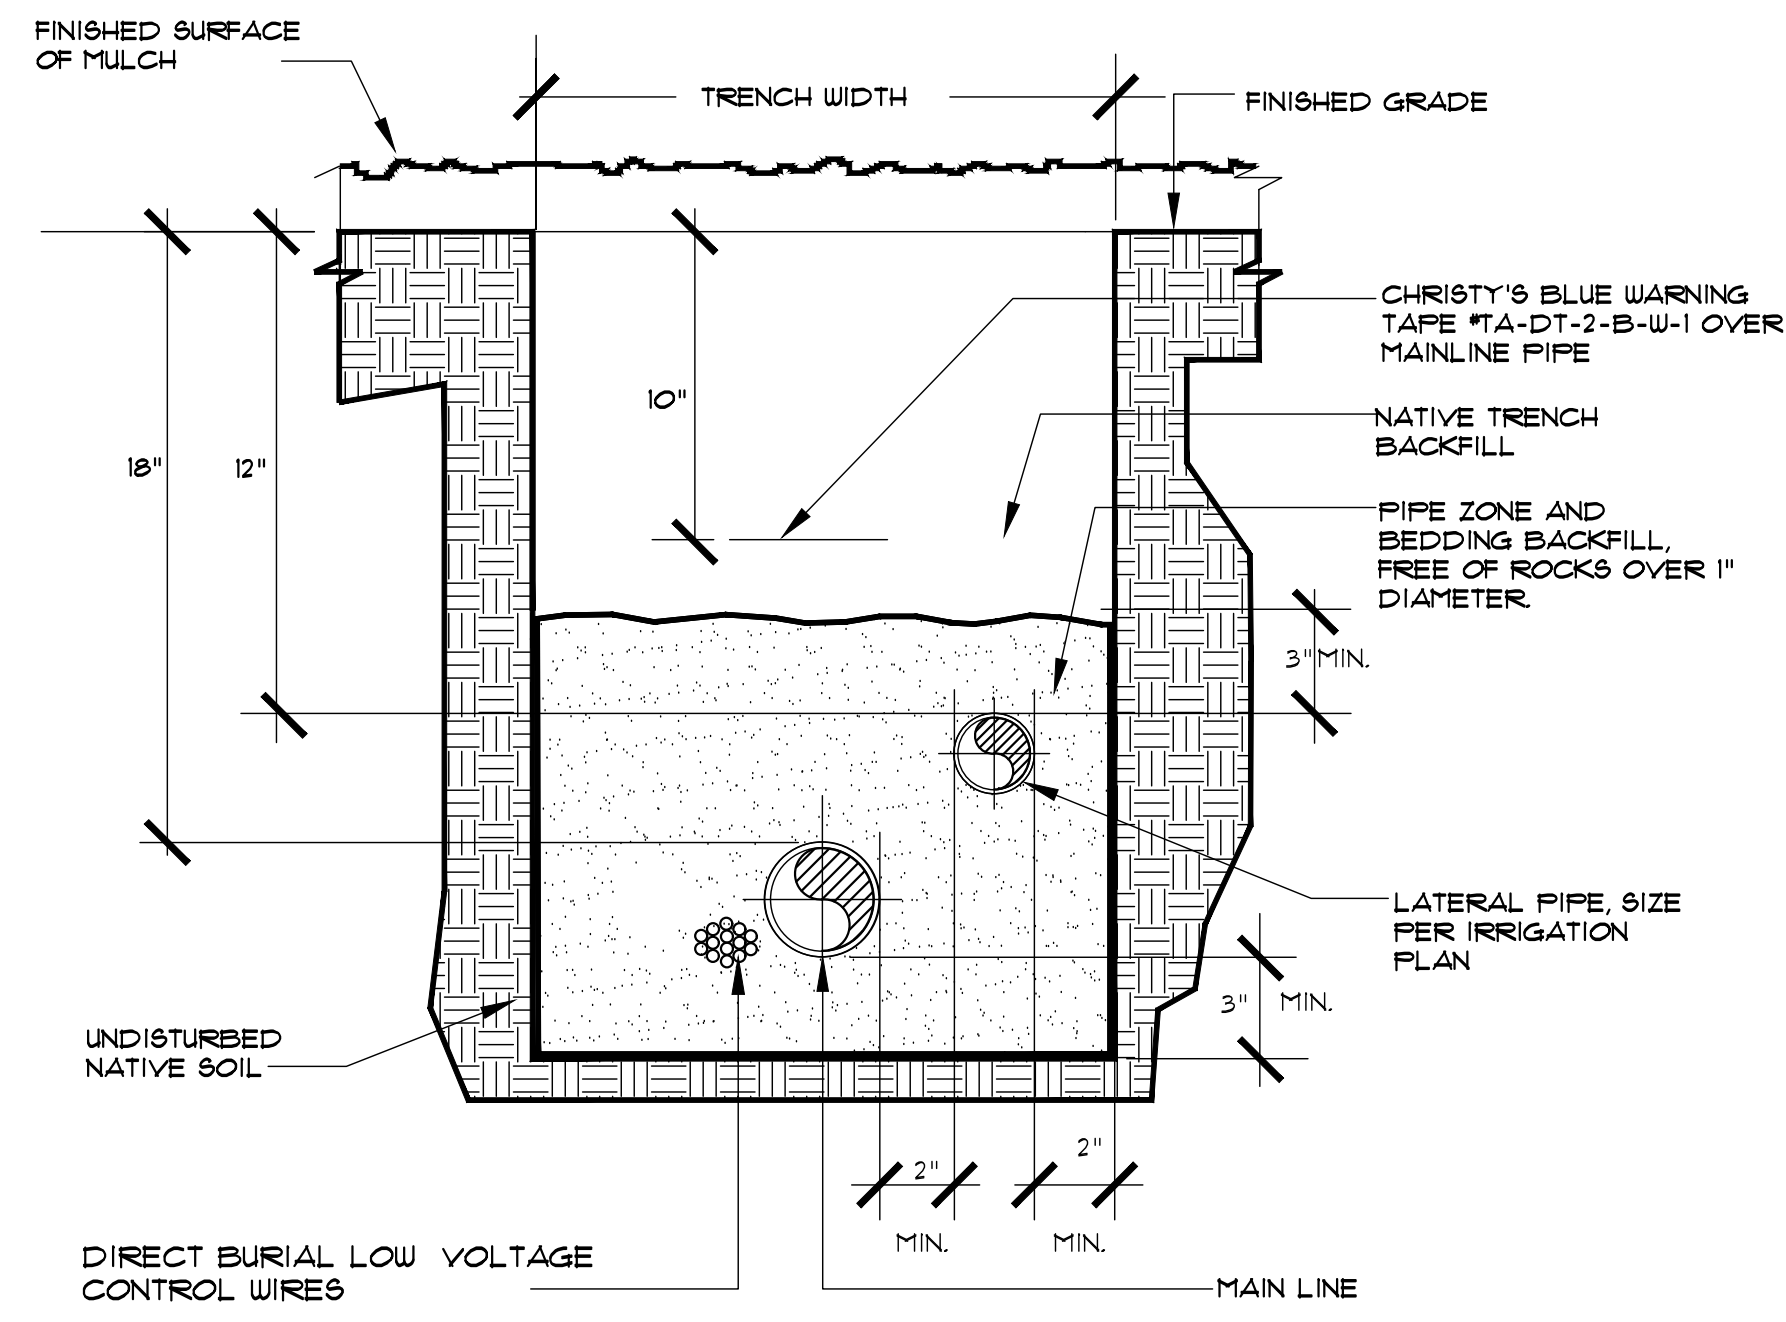 FINISHED SURFACE
OF MULCH
TRENCH WIDTH
FINISHED GRADE
CHRISTY'S BLUE WARNING
TAPE #TA-DT-2-B-W-1 OVER
MAINLINE PIPE
10"
NATIVE TRENCH
BACKFILL
18"
12"
PIPE ZONE AND
BEDDING BACKFILL,
FREE OF ROCKS OVER 1"
DIAMETER.
3" MIN.
LATERAL PIPE, SIZE
PER IRRIGATION
PLAN
3" MIN.
UNDISTURBED
NATIVE SOIL
2"
2"
MIN.
MIN.
DIRECT BURIAL LOW VOLTAGE
CONTROL WIRES
MAIN LINE